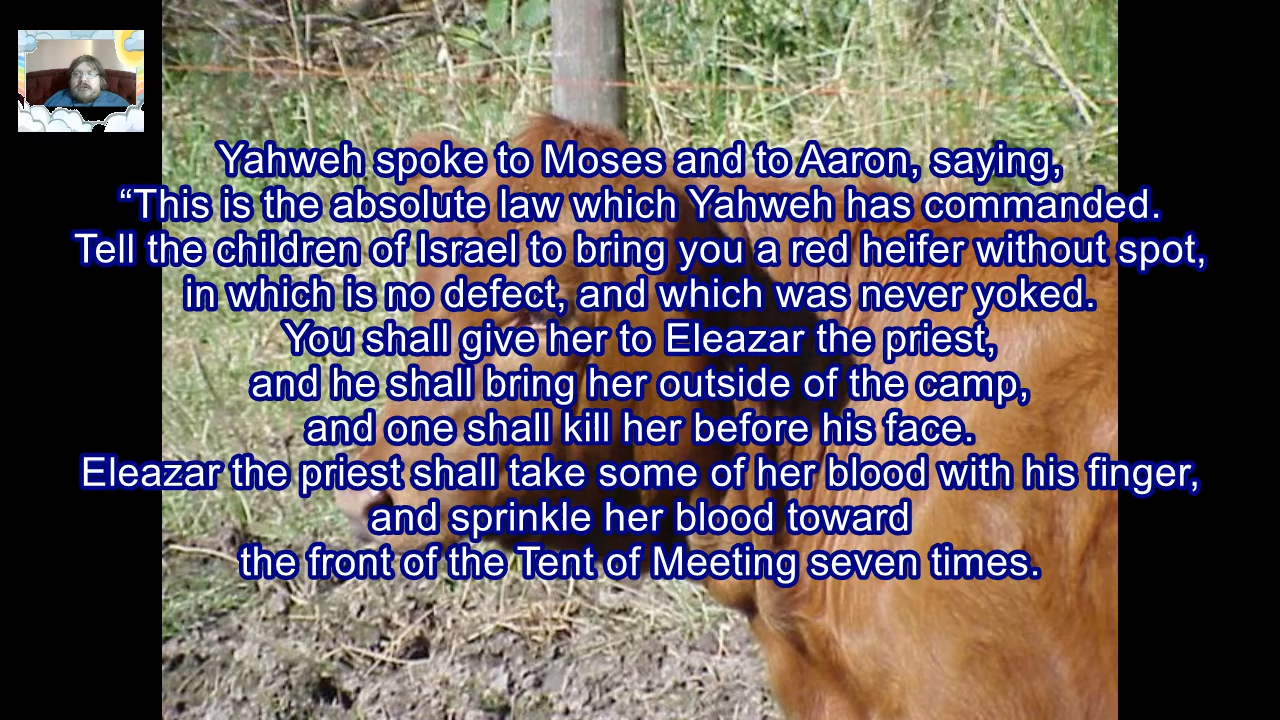 Yahweh spoke to Moses and to Aaron, saying,
“This is the absolute law which Yahweh has commanded.
Tell the children of Israel to bring you a red heifer without spot,
in which is no defect, and which was never yoked.
You shall give her to Eleazar the priest,
and he shall bring her outside of the camp,
and one shall kill her before his face.
Eleazar the priest shall take some of her blood with his finger,
and sprinkle her blood toward
the front of the Tent of Meeting seven times.